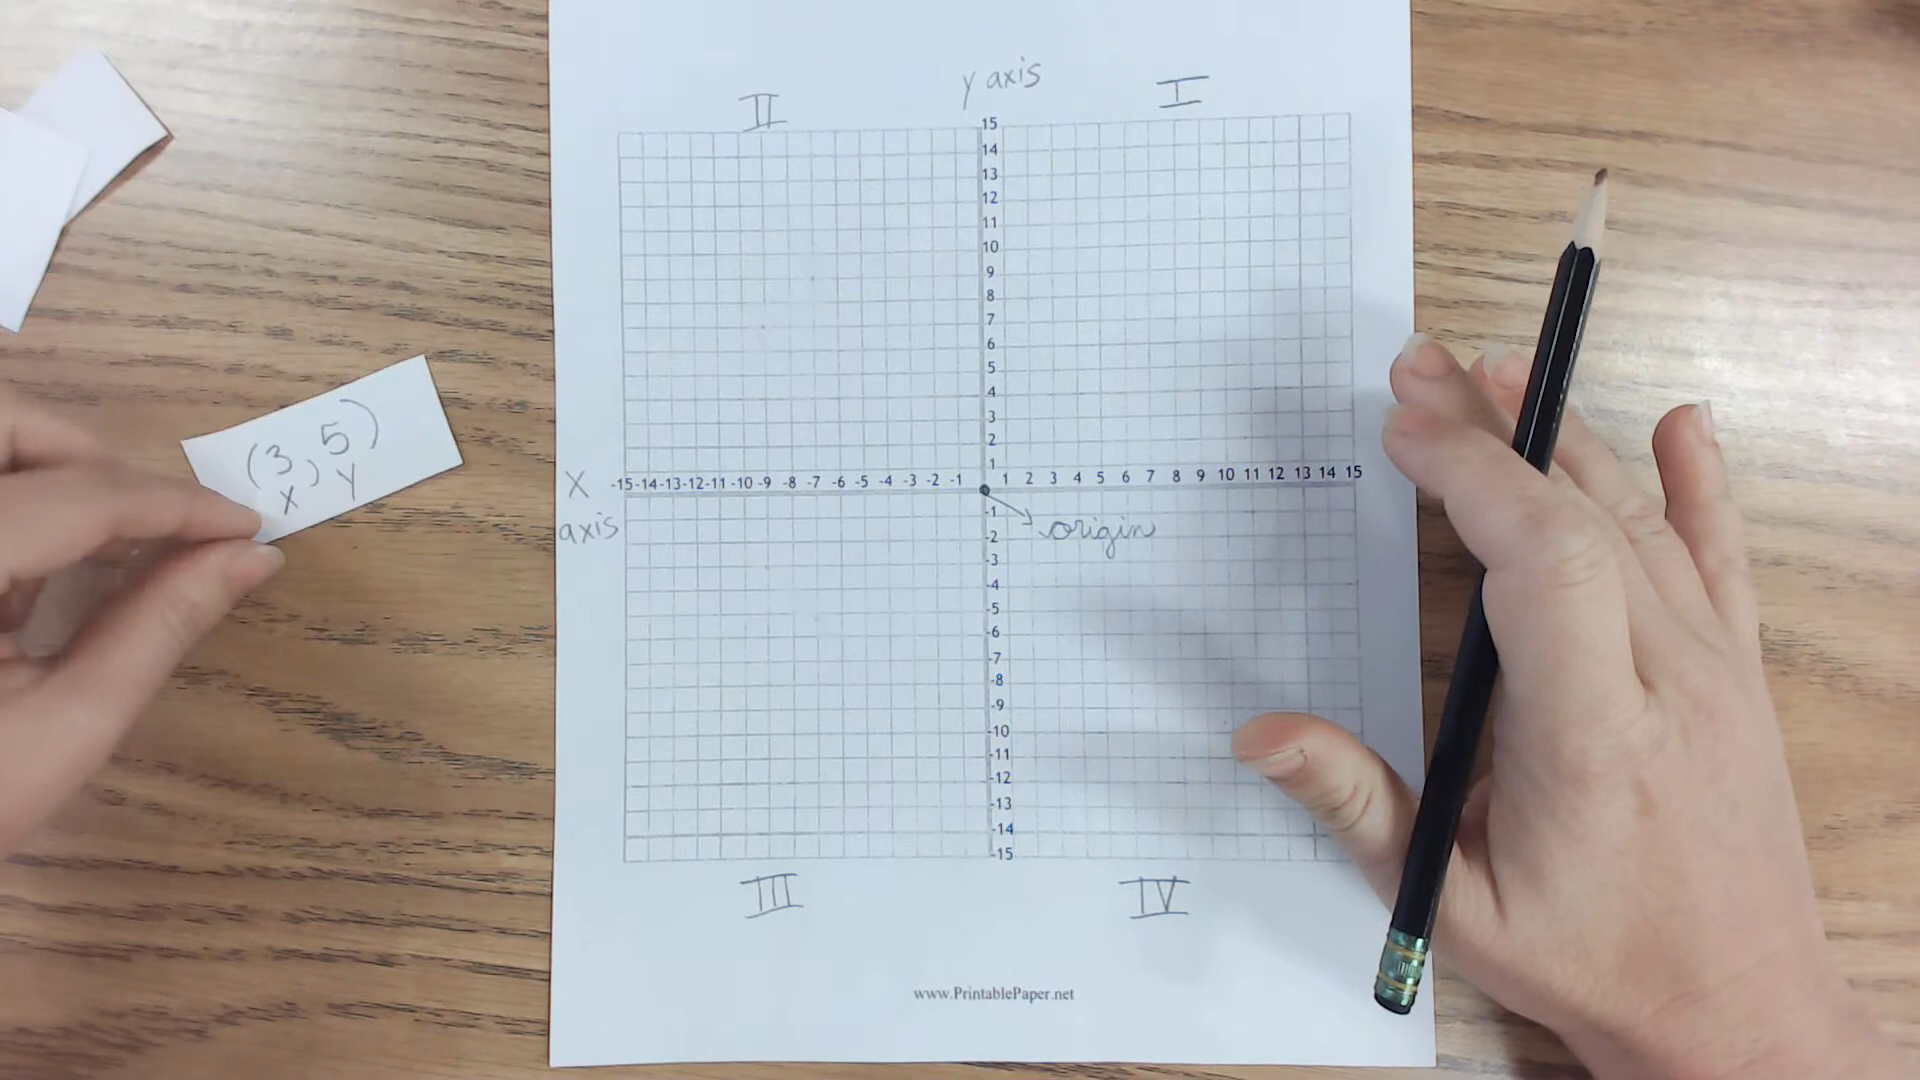 y axis
II
I
15
14
13
12
11
10
9
8
7
6
5
4
3
2
1
(3, 5)
x y
X
axis
-15 -14 -13 -12 -11 -10 -9 -8 -7 -6 -5 -4 -3 -2 -1 1 2 3 4 5 6 7 8 9 10 11 12 13 14 15
origin
-1
-2
-3
-4
-5
-6
-7
-8
-9
-10
-11
-12
-13
-14
-15
III
IV
www.PrintablePaper.net